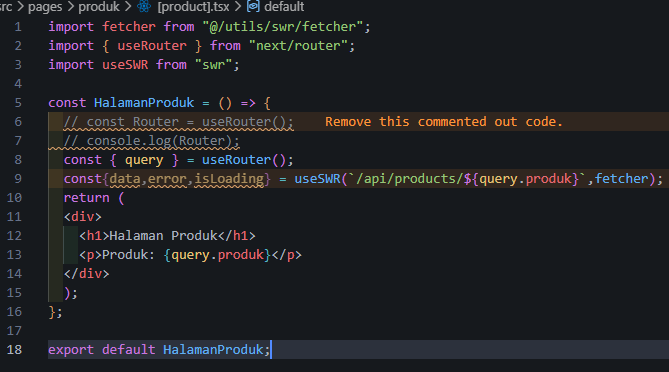 src > pages > produk > [product].tsx > default
1 import fetcher from "@/utils/swr/fetcher";
2 import { useRouter } from "next/router";
3 import useSWR from "swr";
4
5 const HalamanProduk = () => {
6 // const Router = useRouter(); Remove this commented out code.
7 // console.log(Router);
8 const { query } = useRouter();
9 const{data,error,isLoading} = useSWR(`/api/products/${query.produk}`,fetcher);
10 return (
11 <div>
12 <h1>Halaman Produk</h1>
13 <p>Produk: {query.produk}</p>
14 </div>
15 );
16 };
17
18 export default HalamanProduk;